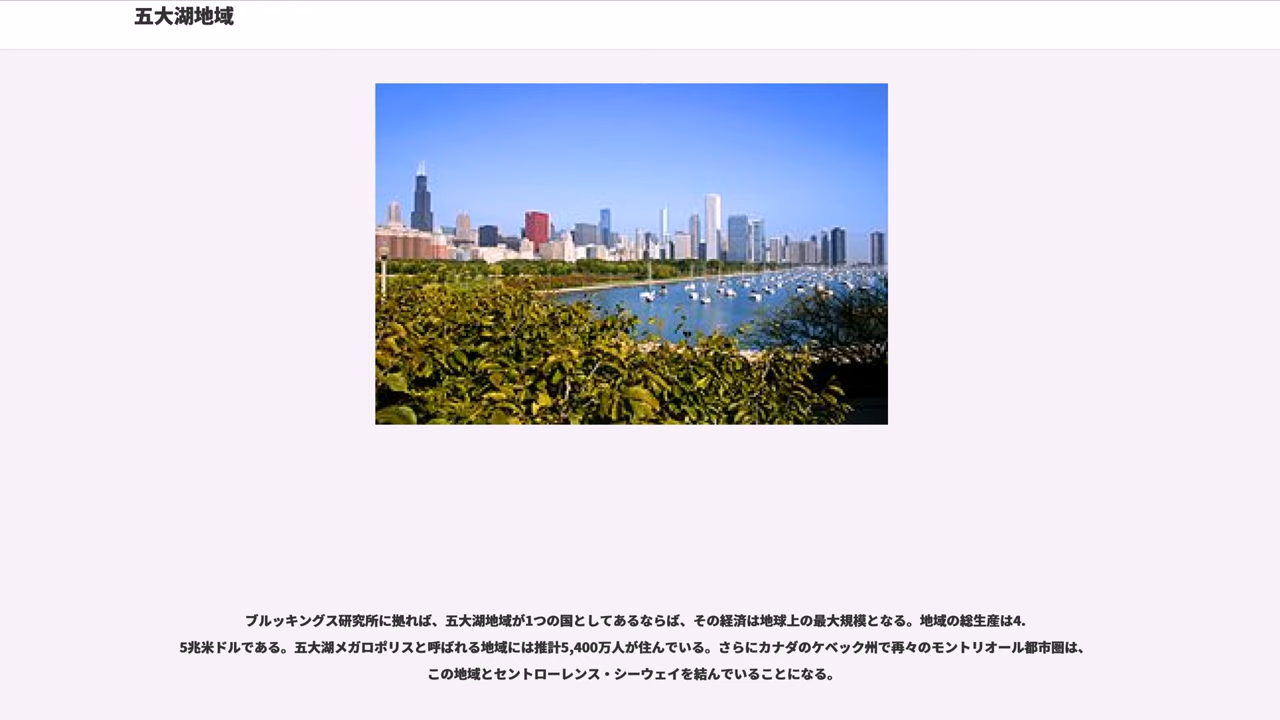 五大湖地域
ブルッキングス研究所に拠れば、五大湖地域が1つの国としてあるならば、その経済は地球上の最大規模となる。地域の総生産は4.
5兆米ドルである。五大湖メガロポリスと呼ばれる地域には推計5,400万人が住んでいる。さらにカナダのケベック州で再々のモントリオール都市圏は、
この地域とセントローレンス・シーウェイを結んでいることになる。